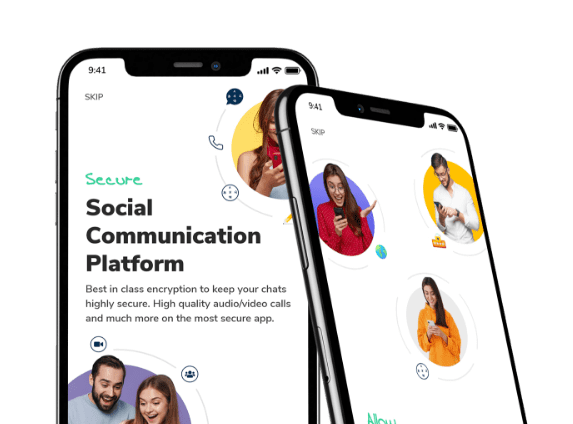 9:41
SKIP
Secure
Social
Communication
Platform
Best in class encryption to keep your chats
highly secure. High quality audio/video calls
and much more on the most secure app.
9:41
SKIP
Allow